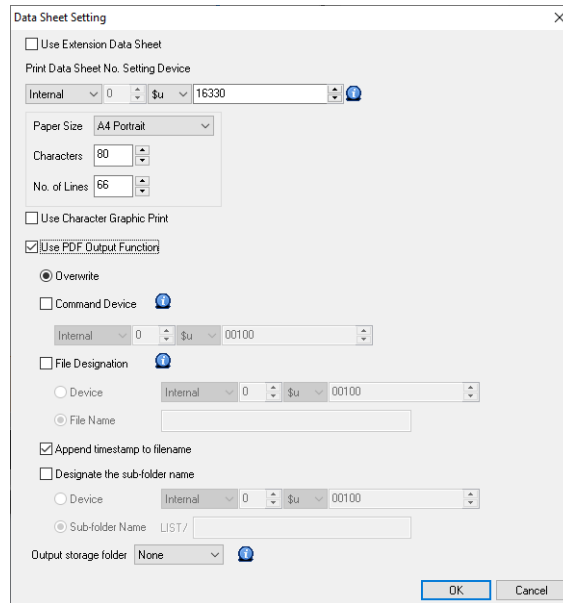 Data Sheet Setting
Use Extension Data Sheet
Print Data Sheet No. Setting Device
Internal 0 $u 16330
Paper Size A4 Portrait
Characters 80
No. of Lines 66
Use Character Graphic Print
Use PDF Output Function
Overwrite
Command Device
Internal 0 $u 00100
File Designation
Device Internal 0 $u 00100
File Name
Append timestamp to filename
Designate the sub-folder name
Device Internal 0 $u 00100
Sub-folder Name LIST/
Output storage folder None
OK Cancel